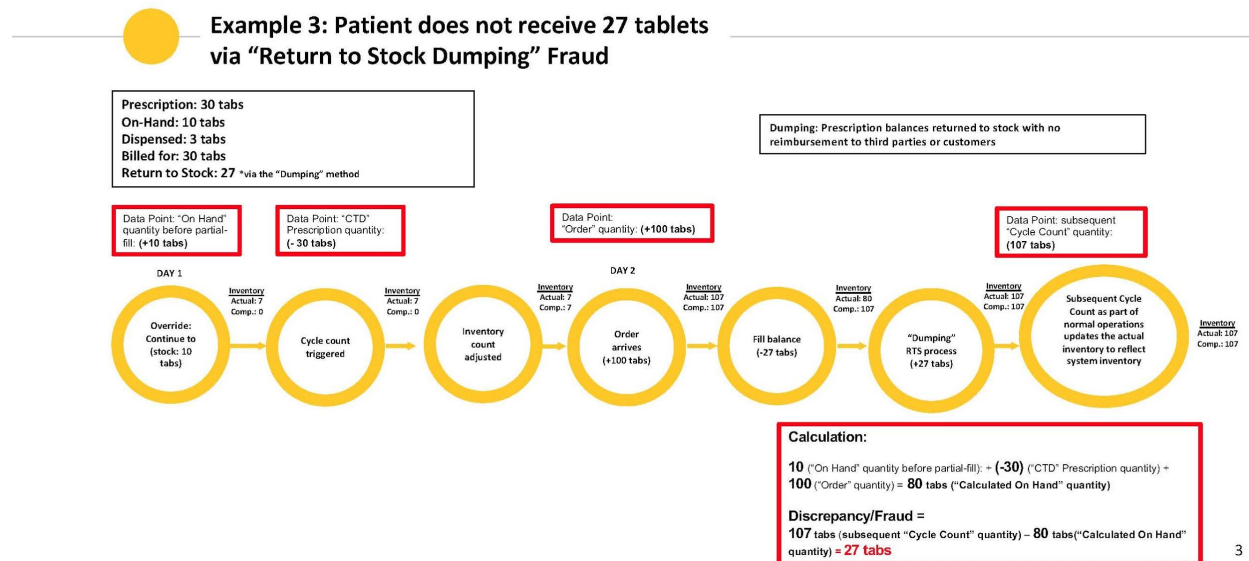 Example 3: Patient does not receive 27 tablets
via “Return to Stock Dumping” Fraud
Prescription: 30 tabs
On-Hand: 10 tabs
Dispensed: 3 tabs
Billed for: 30 tabs
Return to Stock: 27 *via the “Dumping” method
Dumping: Prescription balances returned to stock with no
reimbursement to third parties or customers
Data Point: “On Hand”
quantity before partial-
fill: (+10 tabs)
Data Point: “CTD”
Prescription quantity:
(- 30 tabs)
Data Point:
“Order” quantity: (+100 tabs)
Data Point: subsequent
“Cycle Count” quantity:
(107 tabs)
DAY 1
Override:
Continue to
(stock: 10
tabs)
Inventory
Actual: 7
Comp.: 0
Cycle count
triggered
Inventory
Actual: 7
Comp.: 0
Inventory
count
adjusted
Inventory
Actual: 7
Comp.: 7
DAY 2
Order
arrives
(+100 tabs)
Inventory
Actual: 107
Comp.: 107
Fill balance
(-27 tabs)
Inventory
Actual: 80
Comp.: 107
“Dumping”
RTS process
(+27 tabs)
Inventory
Actual: 107
Comp.: 107
Subsequent Cycle
Count as part of
normal operations
updates the actual
inventory to reflect
system inventory
Inventory
Actual: 107
Comp.: 107
Calculation:
10 (“On Hand” quantity before partial-fill): + (-30) (“CTD” Prescription quantity) +
100 (“Order” quantity) = 80 tabs (“Calculated On Hand” quantity)
Discrepancy/Fraud =
107 tabs (subsequent “Cycle Count” quantity) – 80 tabs(“Calculated On Hand”
quantity) = 27 tabs
3